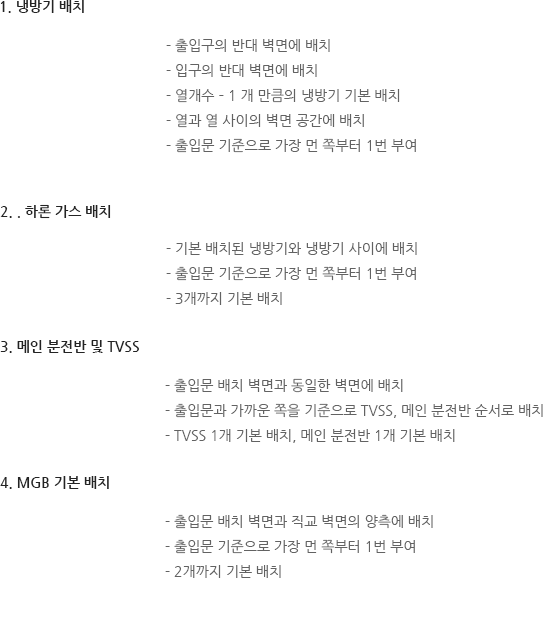 1. 냉방기 배치
- 출입구의 반대 벽면에 배치
- 입구의 반대 벽면에 배치
- 열개수 - 1 개 만큼의 냉방기 기본 배치
- 열과 열 사이의 벽면 공간에 배치
- 출입문 기준으로 가장 먼 쪽부터 1번 부여
2. . 하론 가스 배치
- 기본 배치된 냉방기와 냉방기 사이에 배치
- 출입문 기준으로 가장 먼 쪽부터 1번 부여
- 3개까지 기본 배치
3. 메인 분전반 및 TVSS
- 출입문 배치 벽면과 동일한 벽면에 배치
- 출입문과 가까운 쪽을 기준으로 TVSS, 메인 분전반 순서로 배치
- TVSS 1개 기본 배치, 메인 분전반 1개 기본 배치
4. MGB 기본 배치
- 출입문 배치 벽면과 직교 벽면의 양측에 배치
- 출입문 기준으로 가장 먼 쪽부터 1번 부여
- 2개까지 기본 배치